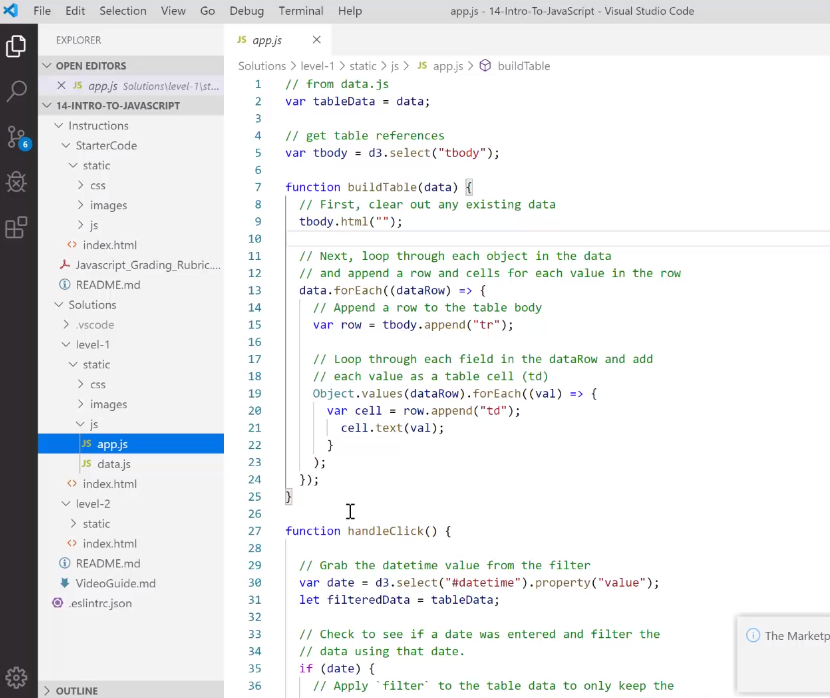 File Edit Selection View Go Debug Terminal Help app.js - 14-Intro-To-JavaScript - Visual Studio Code
EXPLORER
OPEN EDITORS
JS app.js Solutions\level-1\st...
14-INTRO-TO-JAVASCRIPT
Instructions
StarterCode
static
css
images
js
<> index.html
Javascript_Grading_Rubric....
README.md
Solutions
.vscode
level-1
static
css
images
js
JS app.js
JS data.js
<> index.html
level-2
static
<> index.html
README.md
VideoGuide.md
.eslintrc.json
OUTLINE
6
JS app.js
Solutions > level-1 > static > js > JS app.js > buildTable
1 // from data.js
2 var tableData = data;
3
4 // get table references
5 var tbody = d3.select("tbody");
6
7 function buildTable(data) {
8 // First, clear out any existing data
9 tbody.html("");
10
11 // Next, loop through each object in the data
12 // and append a row and cells for each value in the row
13 data.forEach((dataRow) => {
14 // Append a row to the table body
15 var row = tbody.append("tr");
16
17 // Loop through each field in the dataRow and add
18 // each value as a table cell (td)
19 Object.values(dataRow).forEach((val) => {
20 var cell = row.append("td");
21 cell.text(val);
22 }
23 );
24 });
25 }
26
27 function handleClick() {
28
29 // Grab the datetime value from the filter
30 var date = d3.select("#datetime").property("value");
31 let filteredData = tableData;
32
33 // Check to see if a date was entered and filter the
34 // data using that date.
35 if (date) {
36 // Apply `filter` to the table data to only keep the
The Marketp